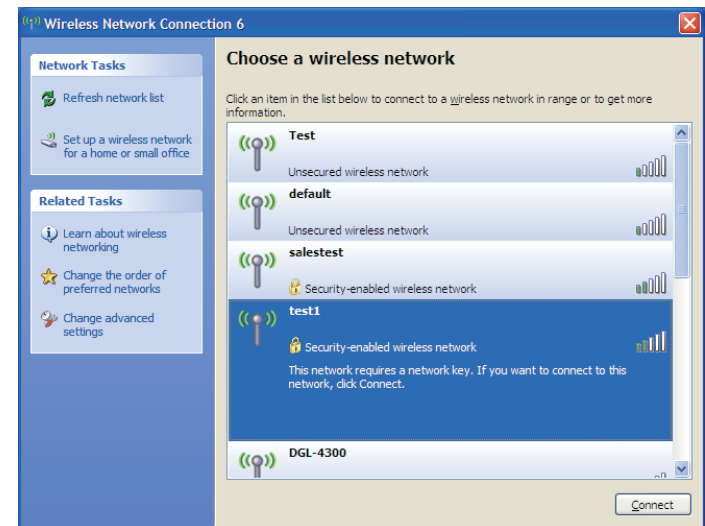 Wireless Network Connection 6
Network Tasks
Refresh network list
Set up a wireless network
for a home or small office
Related Tasks
Learn about wireless
networking
Change the order of
preferred networks
Change advanced
settings
Choose a wireless network
Click an item in the list below to connect to a wireless network in range or to get more
information.
Test
Unsecured wireless network
default
Unsecured wireless network
salestest
Security-enabled wireless network
test1
Security-enabled wireless network
This network requires a network key. If you want to connect to this
network, click Connect.
DGL-4300
Connect